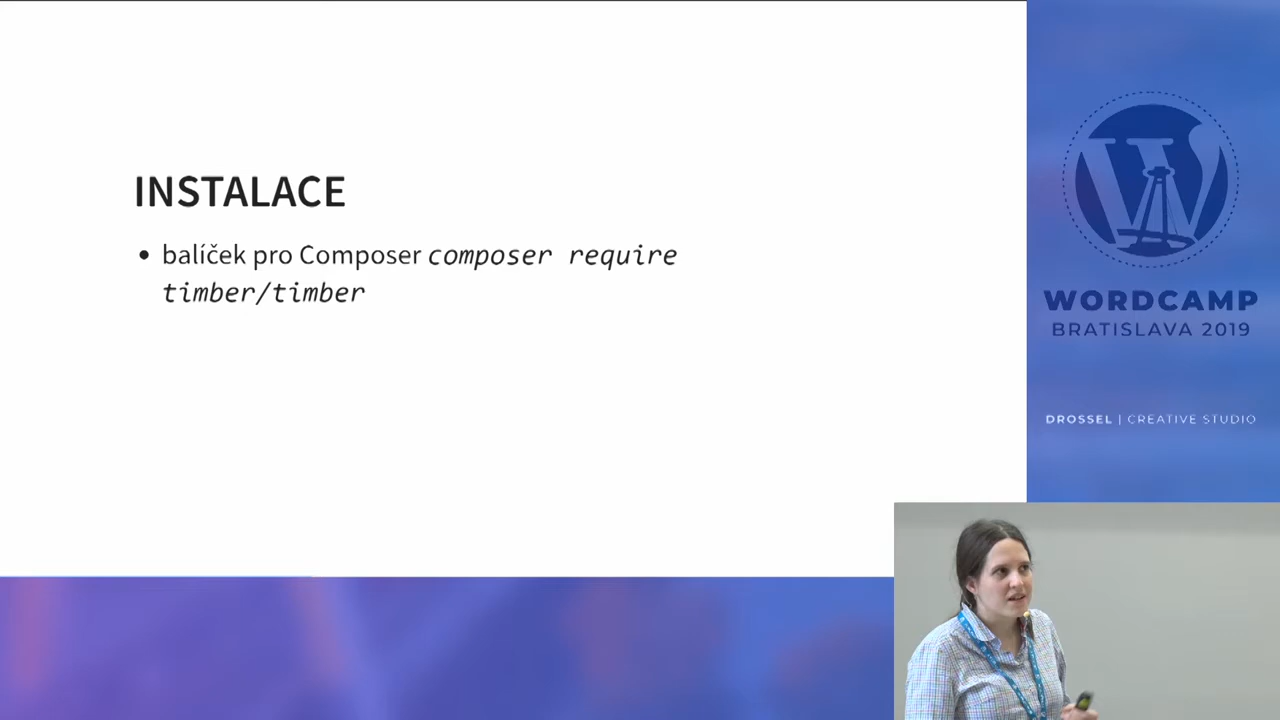 INSTALACE
• balíček pro Composer composer require
timber/timber
WORDCAMP
BRATISLAVA 2019
DROSSEL | CREATIVE STUDIO